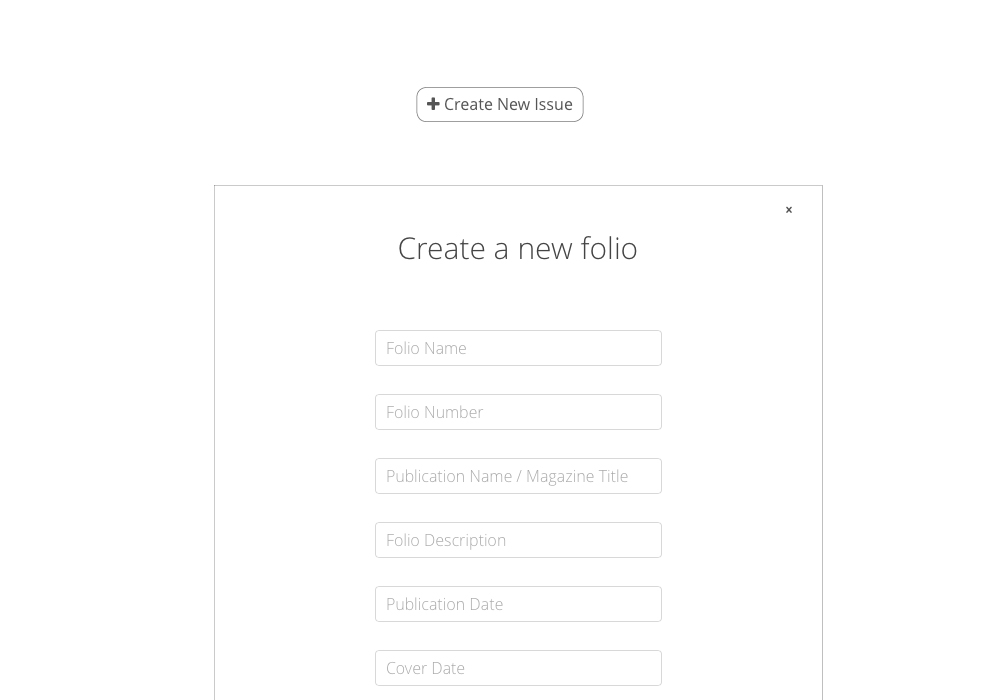 + Create New Issue
×
Create a new folio
Folio Name
Folio Number
Publication Name / Magazine Title
Folio Description
Publication Date
Cover Date